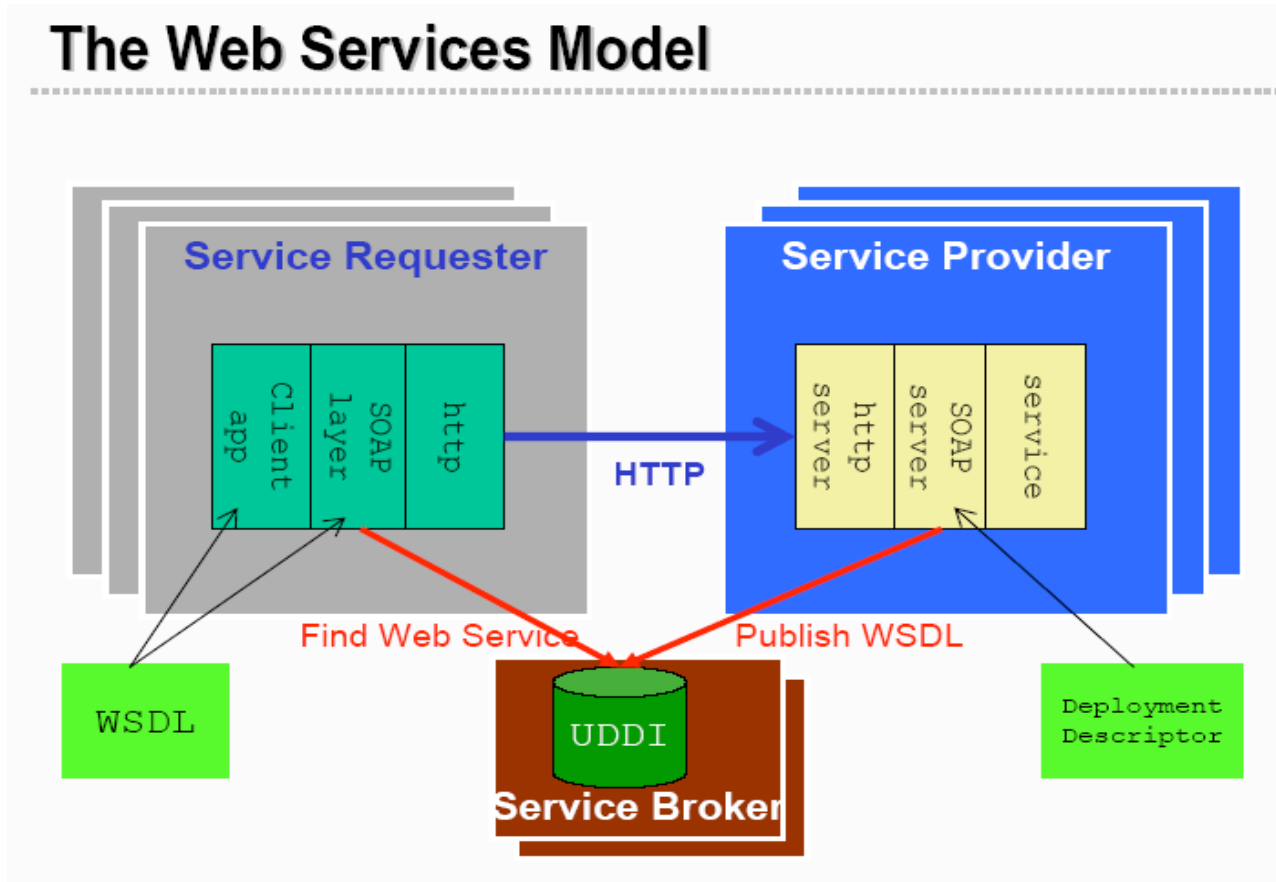 The Web Services Model
Service Requester
Client
app
SOAP
layer
http
HTTP
Service Provider
http
server
SOAP
server
service
Find Web Service
Publish WSDL
WSDL
UDDI
Service Broker
Deployment
Descriptor